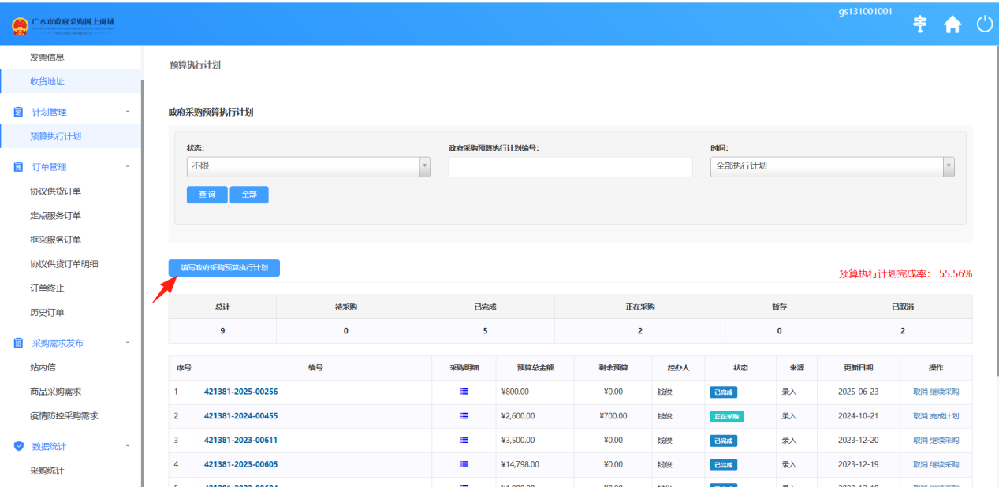 广水市政府采购网上商城
gs131001001
发票信息
收货地址
计划管理 -
预算执行计划
订单管理 -
协议供货订单
定点服务订单
框采服务订单
协议供货订单明细
订单终止
历史订单
采购需求发布 -
站内信
商品采购需求
疫情防控采购需求
数据统计 -
采购统计
预算执行计划
政府采购预算执行计划
状态: 政府采购预算执行计划编号: 时间:
不限 全部执行计划
查 询 全部
填写政府采购预算执行计划
预算执行计划完成率: 55.56%
总计 待采购 已完成 正在采购 暂存 已取消
9 0 5 2 0 2
序号 编号 采购明细 预算总金额 剩余预算 经办人 状态 来源 更新日期 操作
1 421381-2025-00256 ¥800.00 ¥0.00 钱俊 已完成 录入 2025-06-23 取消 继续采购
2 421381-2024-00455 ¥2,600.00 ¥700.00 钱俊 正在采购 录入 2024-10-21 取消 完成计划
3 421381-2023-00611 ¥3,500.00 ¥0.00 钱俊 已完成 录入 2023-12-20 取消 继续采购
4 421381-2023-00605 ¥14,798.00 ¥0.00 钱俊 已完成 录入 2023-12-19 取消 继续采购